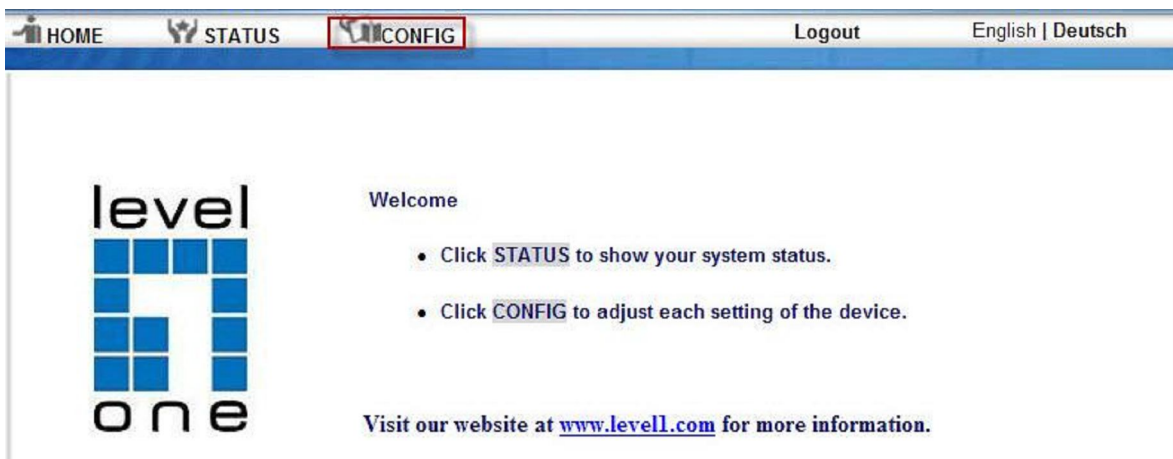 HOME STATUS CONFIG Logout English | Deutsch
level
one
Welcome
• Click STATUS to show your system status.
• Click CONFIG to adjust each setting of the device.
Visit our website at www.level1.com for more information.